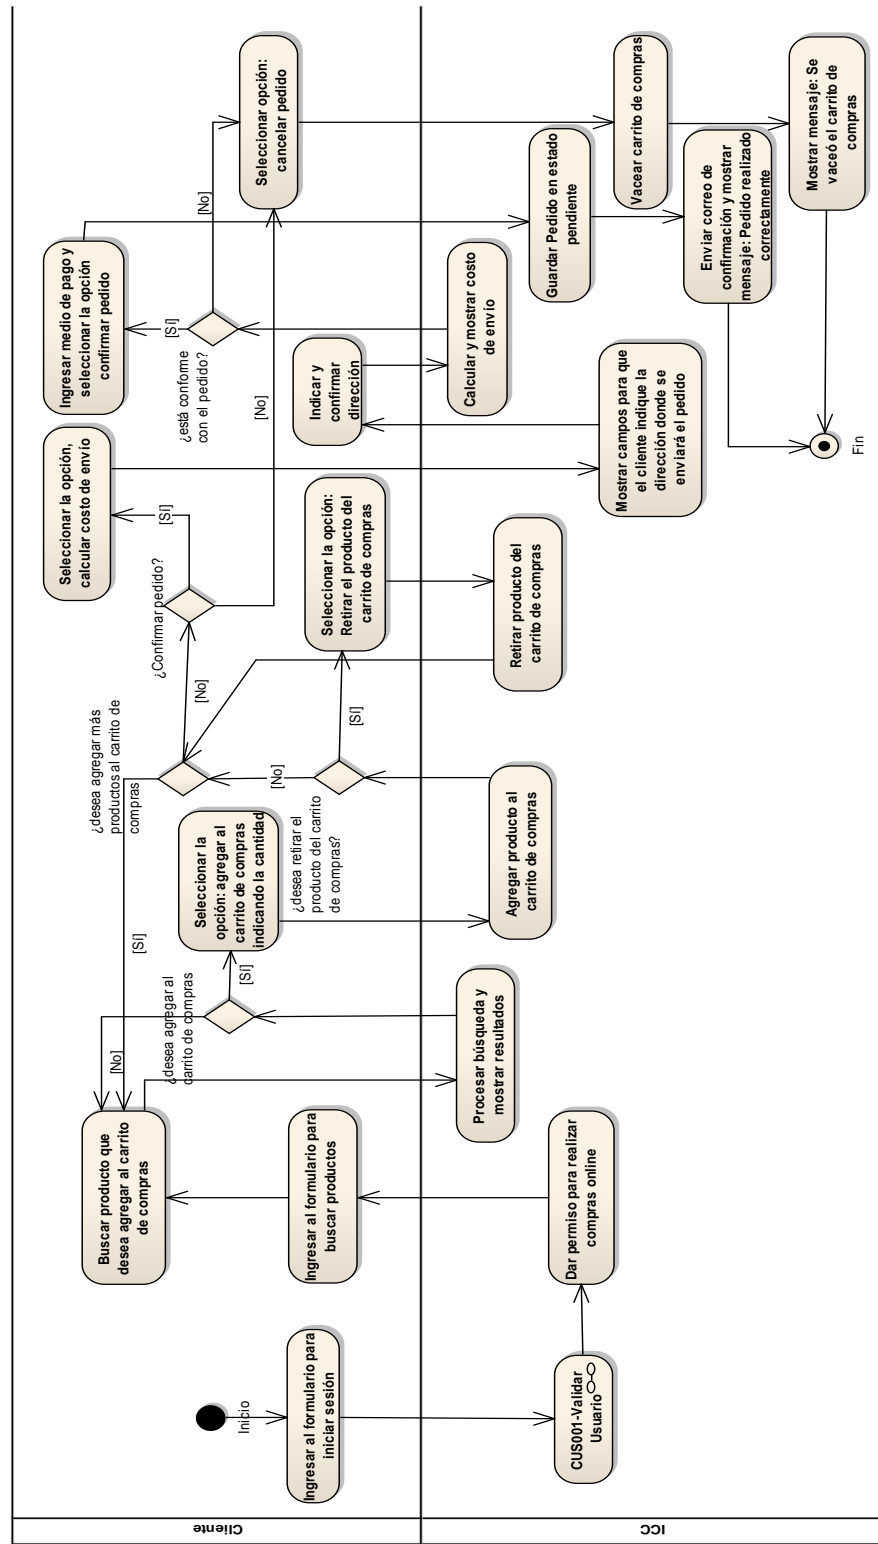 Cliente
ICC
Inicio
Ingresar al formulario para
iniciar sesión
CUS001-Validar
Usuario
Dar permiso para realizar
compras online
Ingresar al formulario para
buscar productos
Buscar producto que
desea agregar al carrito
de compras
Procesar búsqueda y
mostrar resultados
¿desea agregar al
carrito de compras
[No]
[Sí]
Seleccionar la
opción: agregar al
carrito de compras
indicando la cantidad
Agregar producto al
carrito de compras
¿desea retirar el
producto del carrito
de compras?
[No]
[Sí]
Seleccionar la opción:
Retirar el producto del
carrito de compras
Retirar producto del
carrito de compras
¿desea agregar más
productos al carrito de
compras
[Sí]
[No]
¿Confirmar pedido?
[Sí]
[No]
Seleccionar la opción,
calcular costo de envío
Mostrar campos para que
el cliente indique la
dirección donde se
enviará el pedido
Indicar y
confirmar
dirección
Calcular y mostrar costo
de envío
¿está conforme
con el pedido?
[Sí]
[No]
Ingresar medio de pago y
seleccionar la opción
confirmar pedido
Seleccionar opción:
cancelar pedido
Guardar Pedido en estado
pendiente
Enviar correo de
confirmación y mostrar
mensaje: Pedido realizado
correctamente
Vacear carrito de compras
Mostrar mensaje: Se
vaceó el carrito de
compras
Fin